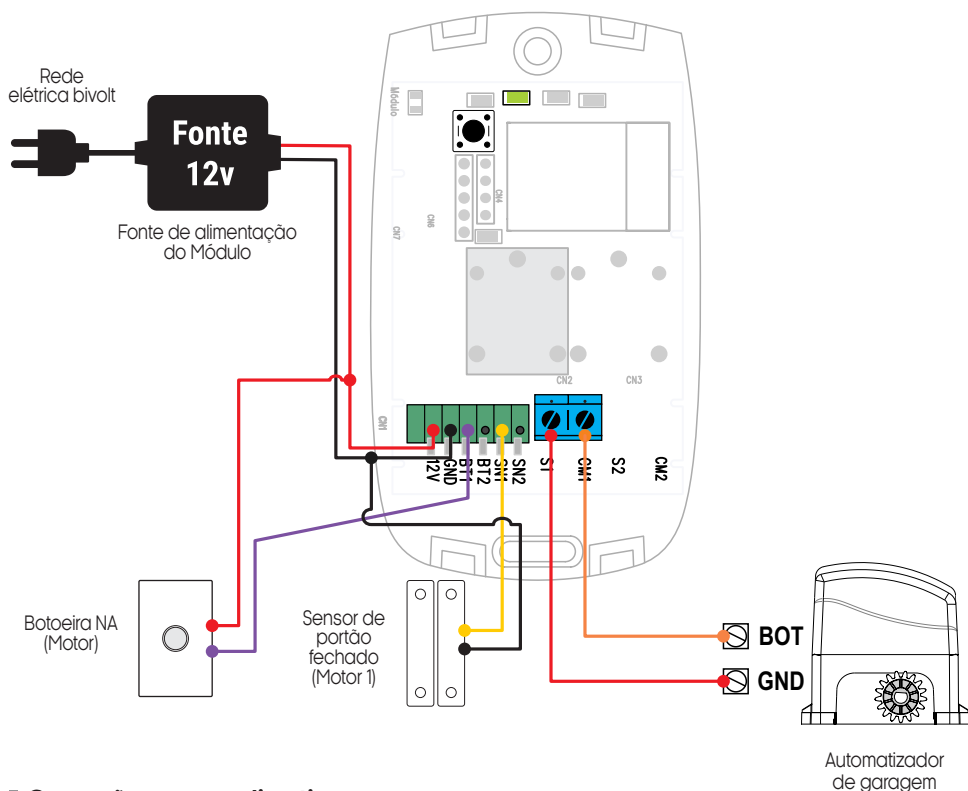 Rede
elétrica bivolt
Fonte
12v
Fonte de alimentação
do Módulo
Módulo
CN4
CN6
CN7
CN2
CN3
CN1
12V
GND
BT1
BT2
SN1
SN2
S1
CM1
S2
CM2
Botoeira NA
(Motor)
Sensor de
portão
fechado
(Motor 1)
BOT
GND
Automatizador
de garagem